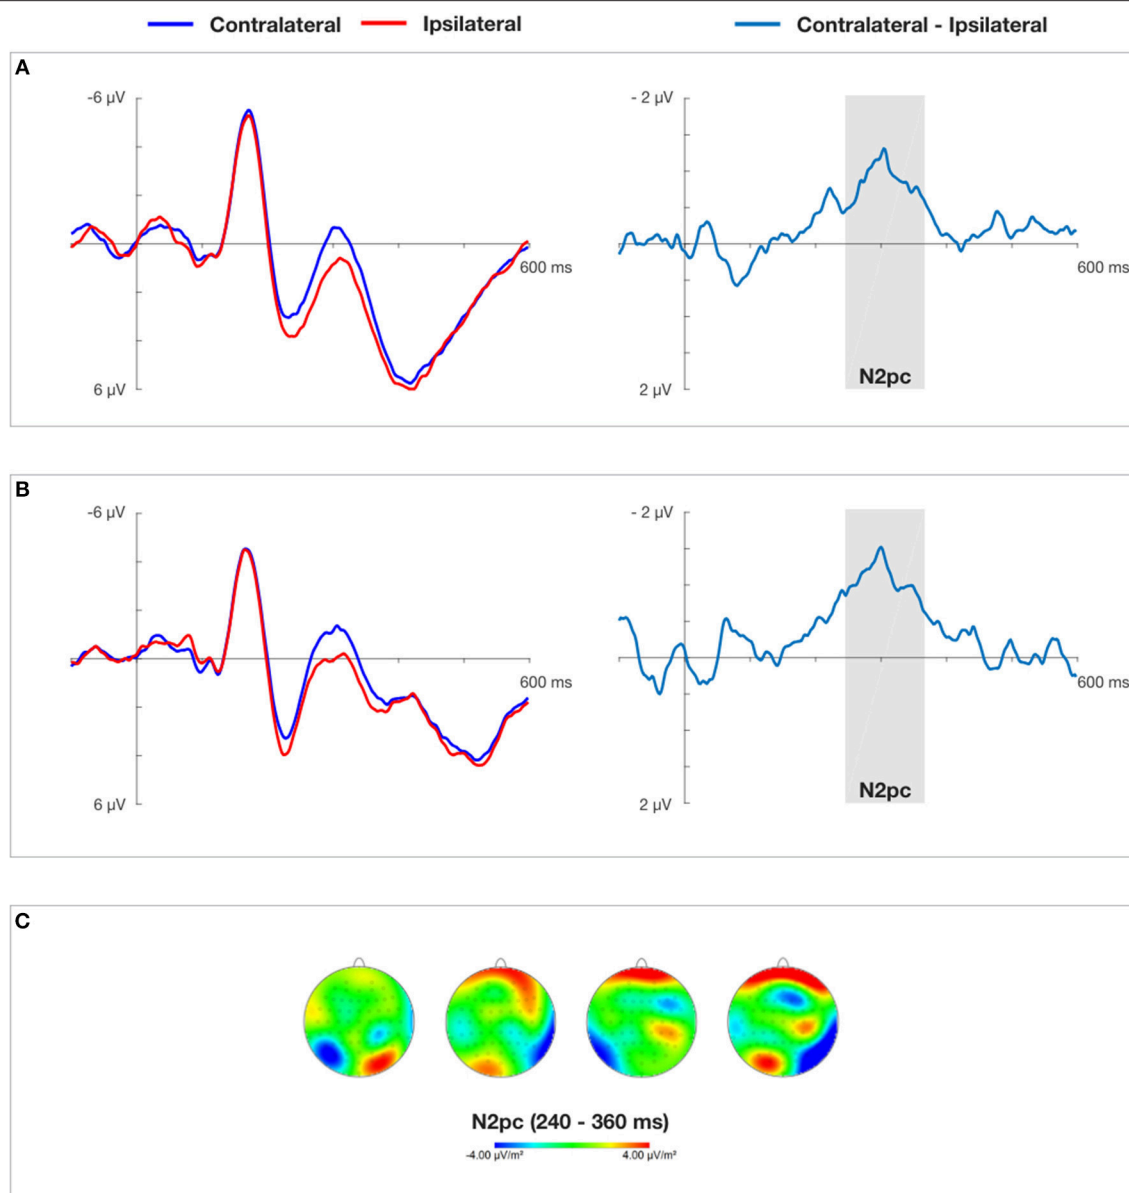 Contralateral Ipsilateral Contralateral - Ipsilateral
A
-6 µV - 2 µV
600 ms 600 ms
6 µV 2 µV
N2pc
B
-6 µV - 2 µV
600 ms 600 ms
6 µV 2 µV
N2pc
C
N2pc (240 - 360 ms)
-4.00 µV/m² 4.00 µV/m²